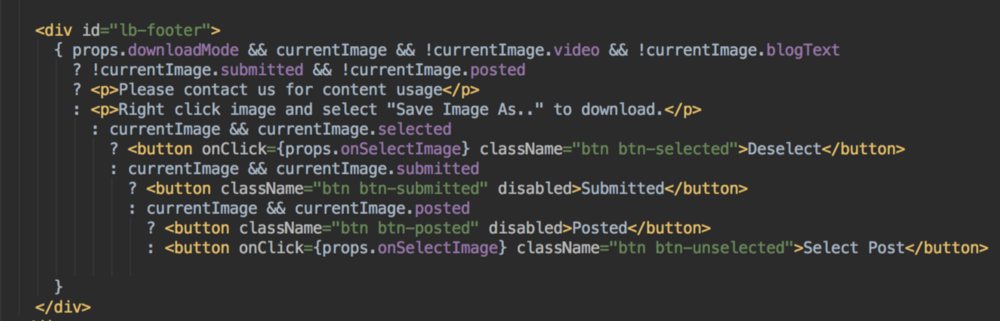 <div id="lb-footer">
{ props.downloadMode && currentImage && !currentImage.video && !currentImage.blogText
? !currentImage.submitted && !currentImage.posted
? <p>Please contact us for content usage</p>
: <p>Right click image and select "Save Image As.." to download.</p>
: currentImage && currentImage.selected
? <button onClick={props.onSelectImage} className="btn btn-selected">Deselect</button>
: currentImage && currentImage.submitted
? <button className="btn btn-submitted" disabled>Submitted</button>
: currentImage && currentImage.posted
? <button className="btn btn-posted" disabled>Posted</button>
: <button onClick={props.onSelectImage} className="btn btn-unselected">Select Post</button>
}
</div>